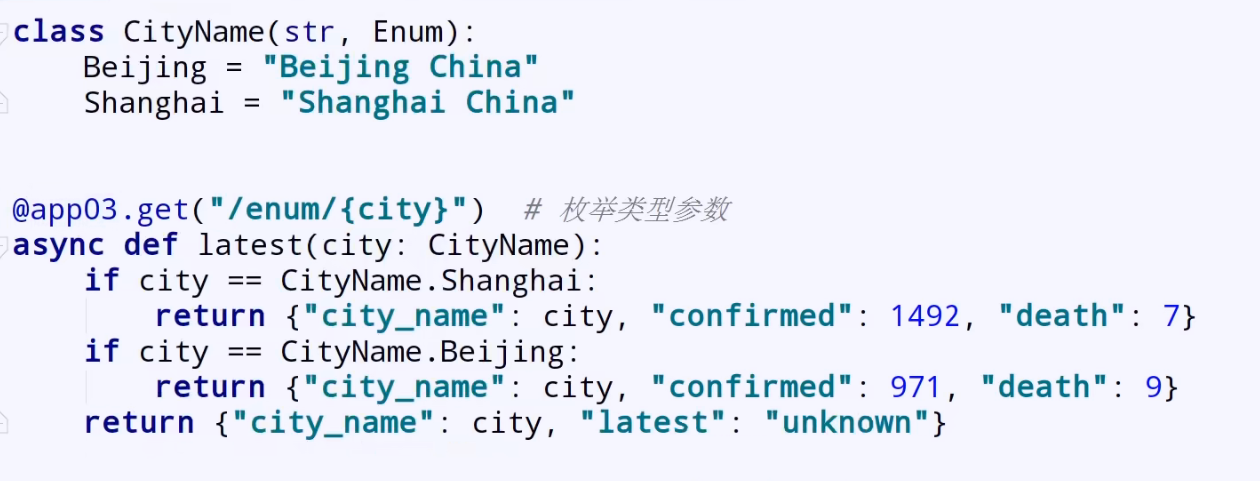 class CityName(str, Enum):
    Beijing = "Beijing China"
    Shanghai = "Shanghai China"
@app03.get("/enum/{city}")  # 枚举类型参数
async def latest(city: CityName):
    if city == CityName.Shanghai:
        return {"city_name": city, "confirmed": 1492, "death": 7}
    if city == CityName.Beijing:
        return {"city_name": city, "confirmed": 971, "death": 9}
    return {"city_name": city, "latest": "unknown"}